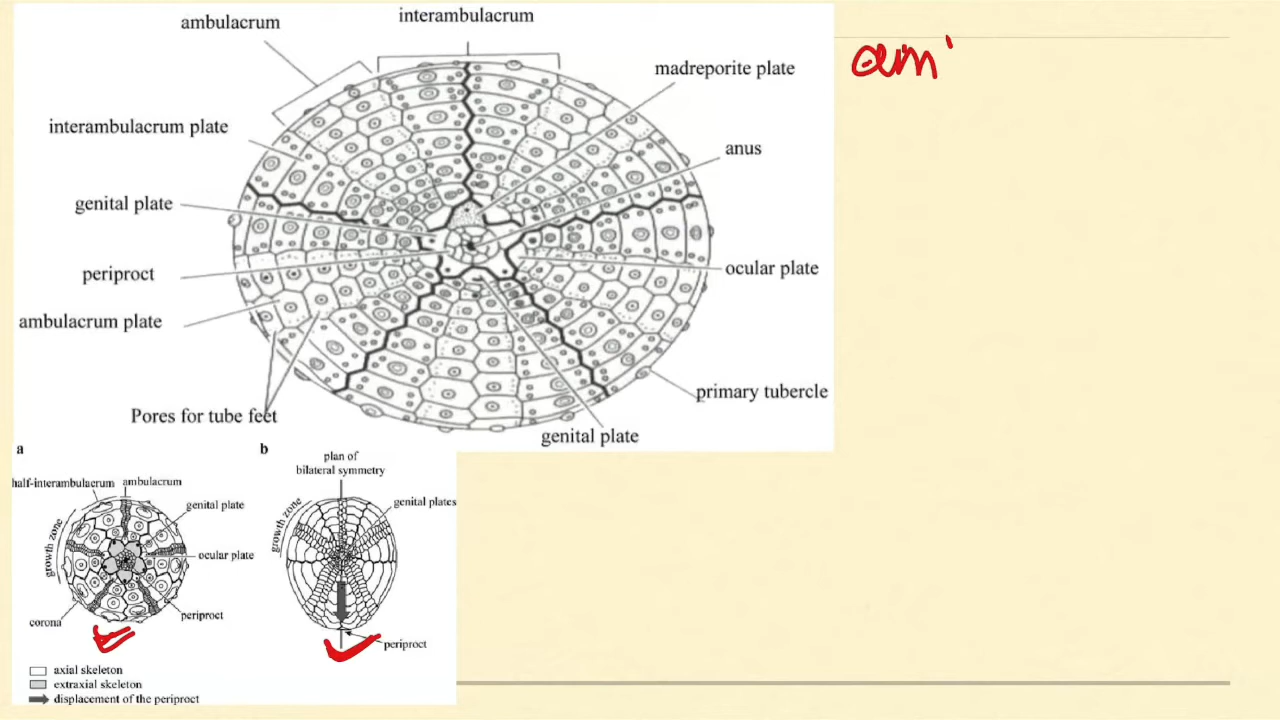 interambulacrum
ambulacrum
am'
madreporite plate
interambulacrum plate
anus
genital plate
periproct
ocular plate
ambulacrum plate
primary tubercle
Pores for tube feet
genital plate
a
half-interambulacrum
ambulacrum
genital plate
growth zone
ocular plate
corona
periproct
b
plan of
bilateral symmetry
genital plates
growth zone
periproct
axial skeleton
extraxial skeleton
displacement of the periproct